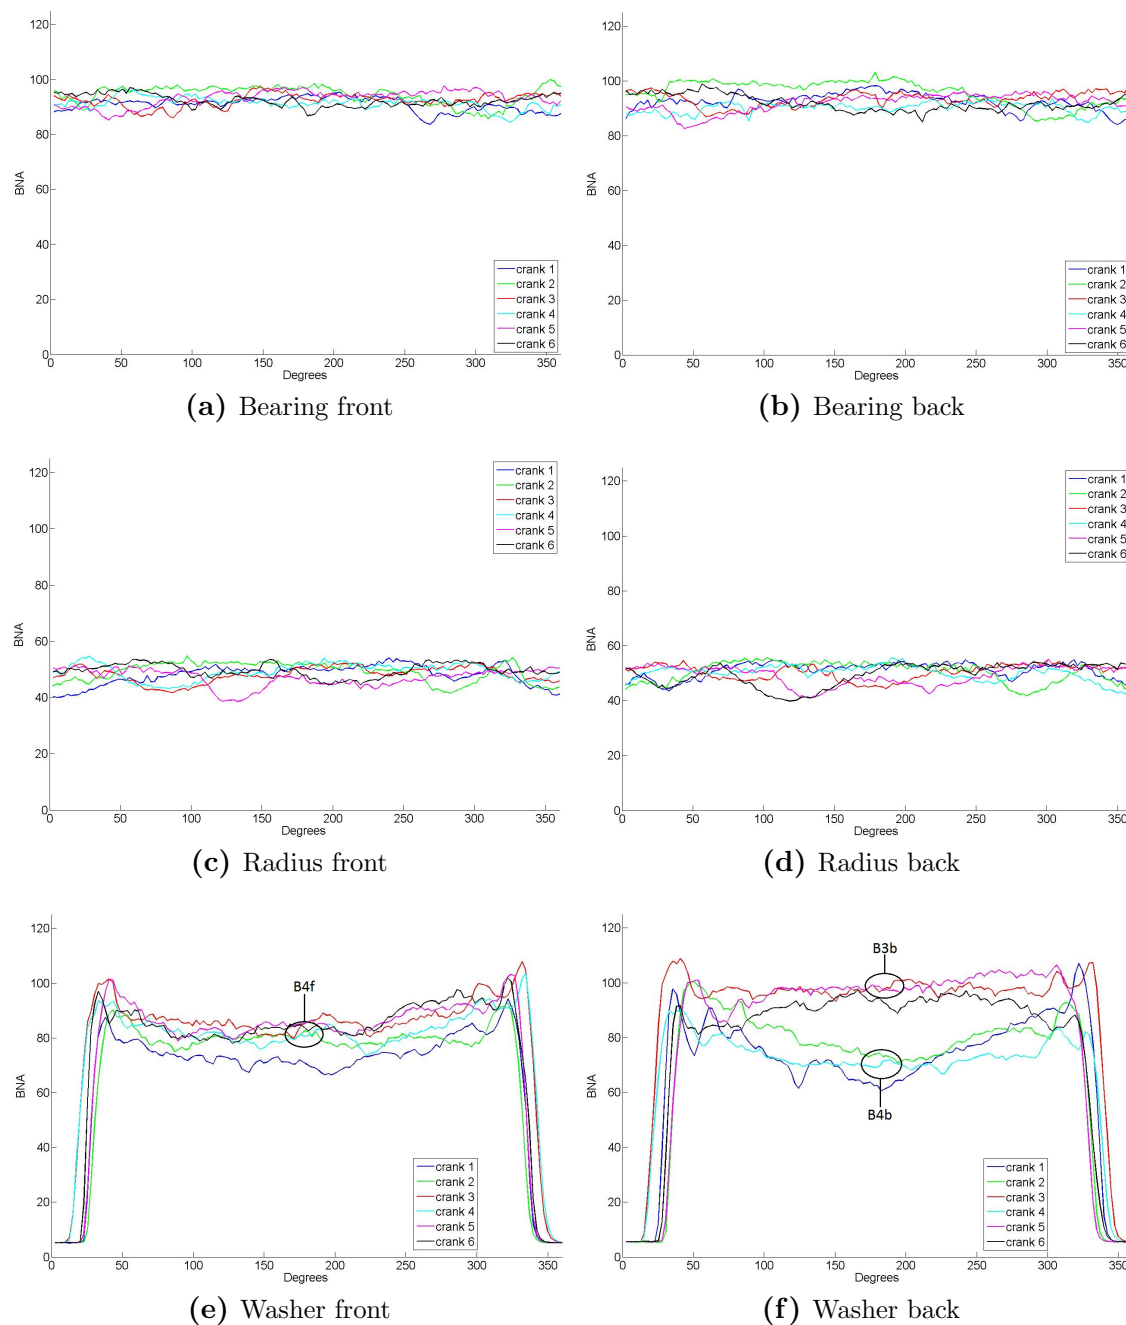 120
100
80
60
40
20
0
BNA
0 50 100 150 200 250 300 350
Degrees
crank 1
crank 2
crank 3
crank 4
crank 5
crank 6
(a) Bearing front
120
100
80
60
40
20
0
BNA
0 50 100 150 200 250 300 350
Degrees
crank 1
crank 2
crank 3
crank 4
crank 5
crank 6
(b) Bearing back
120
100
80
60
40
20
0
BNA
0 50 100 150 200 250 300 350
Degrees
crank 1
crank 2
crank 3
crank 4
crank 5
crank 6
(c) Radius front
120
100
80
60
40
20
0
BNA
0 50 100 150 200 250 300 350
Degrees
crank 1
crank 2
crank 3
crank 4
crank 5
crank 6
(d) Radius back
120
100
80
60
40
20
0
BNA
B4f
0 50 100 150 200 250 300 350
Degrees
crank 1
crank 2
crank 3
crank 4
crank 5
crank 6
(e) Washer front
120
100
80
60
40
20
0
BNA
B3b
B4b
0 50 100 150 200 250 300 350
Degrees
crank 1
crank 2
crank 3
crank 4
crank 5
crank 6
(f) Washer back